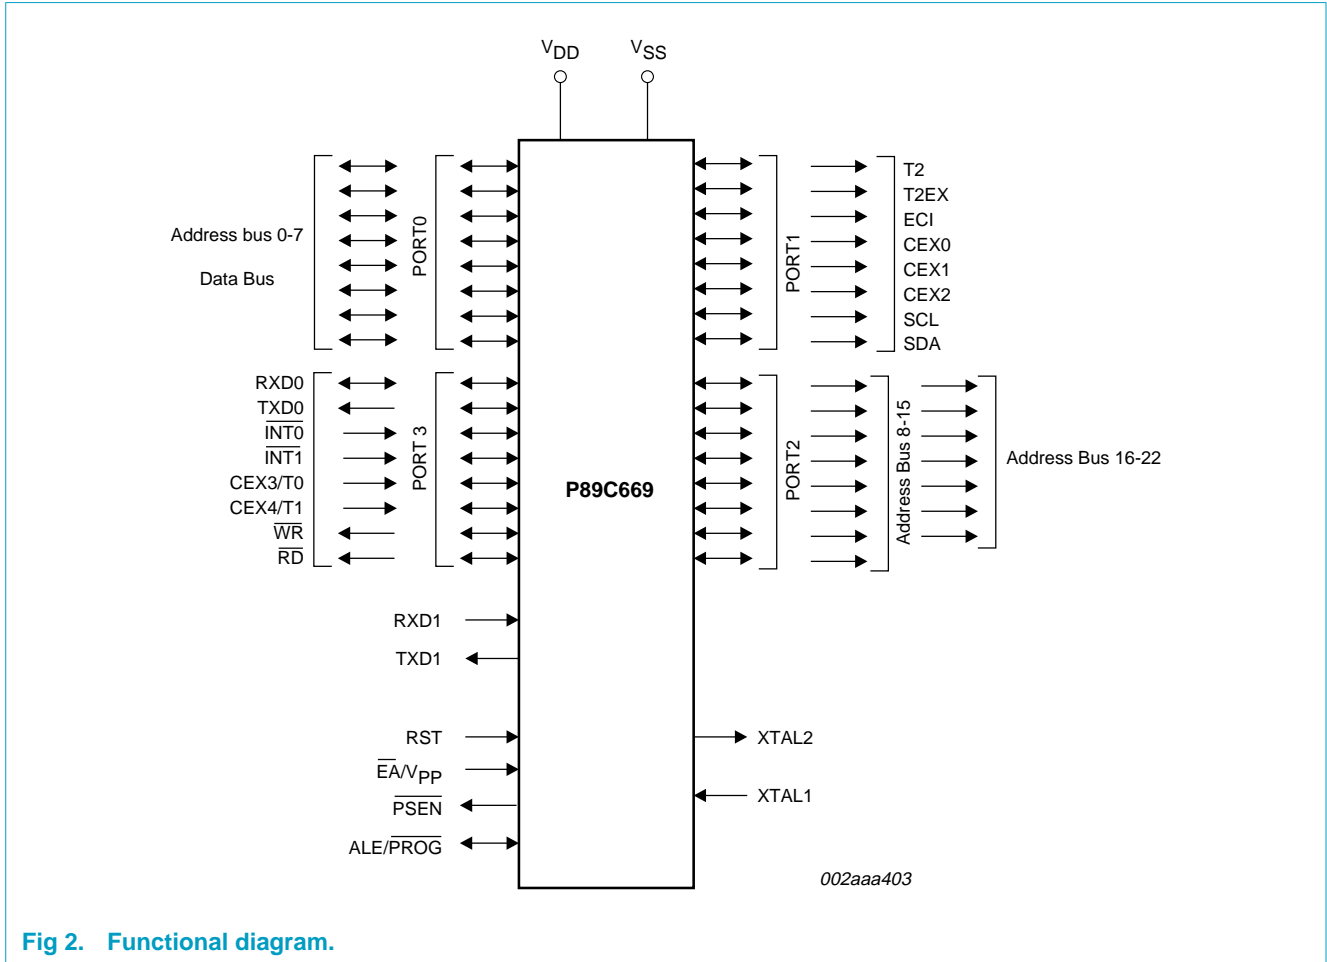 VDD
VSS
Address bus 0-7
Data Bus
PORT0
PORT1
T2
T2EX
ECI
CEX0
CEX1
CEX2
SCL
SDA
RXD0
TXD0
INT0
INT1
CEX3/T0
CEX4/T1
WR
RD
PORT 3
P89C669
PORT2
Address Bus 8-15
Address Bus 16-22
RXD1
TXD1
RST
EA/VPP
PSEN
ALE/PROG
XTAL2
XTAL1
002aaa403
Fig 2. Functional diagram.